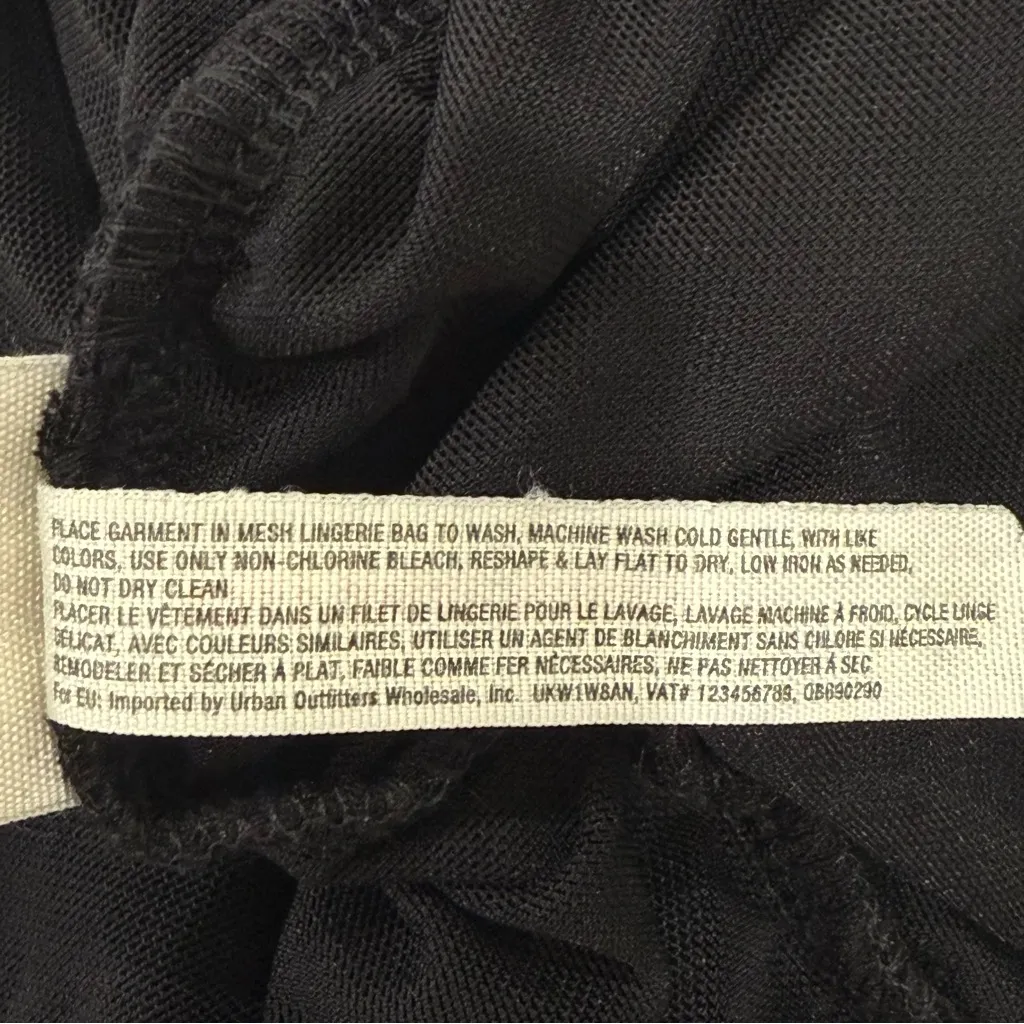 PLACE GARMENT IN MESH LINGERIE BAG TO WASH, MACHINE WASH COLD GENTLE, WITH LIKE
COLORS, USE ONLY NON-CHLORINE BLEACH, RESHAPE & LAY FLAT TO DRY, LOW IRON AS NEEDED,
DO NOT DRY CLEAN
PLACER LE VÊTEMENT DANS UN FILET DE LINGERIE POUR LE LAVAGE, LAVAGE MACHINE À FROID, CYCLE LINGE
DÉLICAT, AVEC COULEURS SIMILAIRES, UTILISER UN AGENT DE BLANCHIMENT SANS CHLORE SI NÉCESSAIRE,
REMODELER ET SÉCHER À PLAT, FAIBLE COMME FER NÉCESSAIRES, NE PAS NETTOYER À SEC
For EU: Imported by Urban Outfitters Wholesale, Inc. UKW1W8AN, VAT# 123456789,